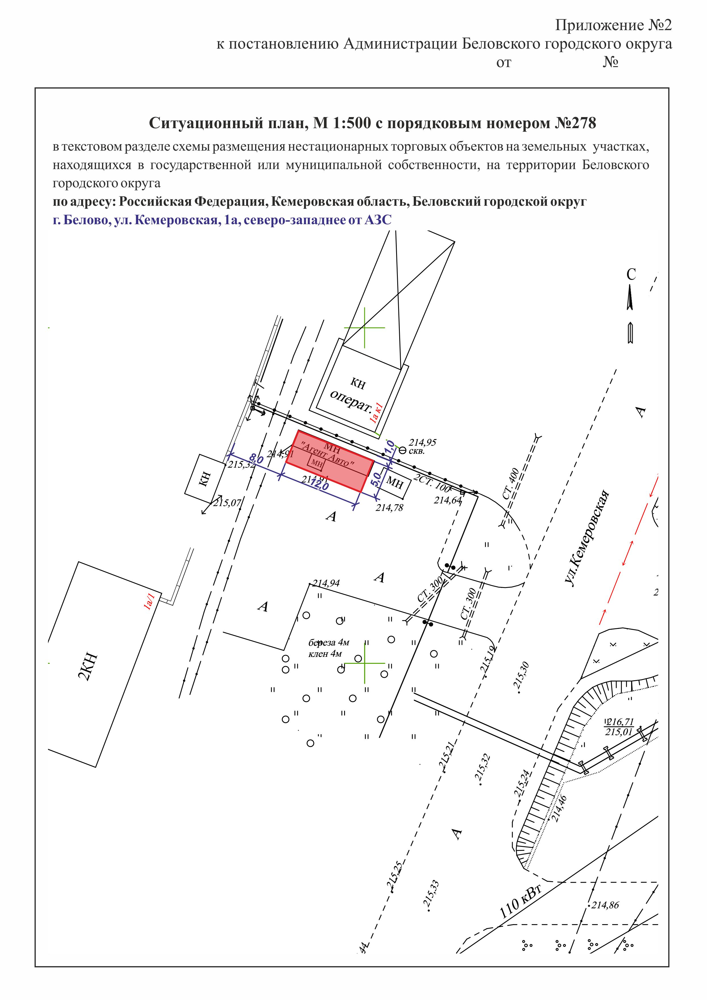 Приложение №2
к постановлению Администрации Беловского городского округа
от №
Ситуационный план, М 1:500 с порядковым номером №278
в текстовом разделе схемы размещения нестационарных торговых объектов на земельных участках,
находящихся в государственной или муниципальной собственности, на территории Беловского
городского округа
по адресу: Российская Федерация, Кемеровская область, Беловский городской округ
г. Белово, ул. Кемеровская, 1а, северо-западнее от АЗС
С
А
кн
операт.
1а к1
214,95
скв.
1,0
МН
"Агент Авто"
МН
214,91
8,0
215,32
КН
214,91
12,0
5,0
МН
2СТ. 100
214,64
СТ. 400
215,07
214,78
А
ул.Кемеровская
214,94
А
СТ. 300
СТ. 300
1а/1
А
2КН
береза 4м
клен 4м
215,19
215,30
216,71
215,01
215,21
215,32
215,24
214,46
А
215,25
215,33
110 кВт
214,86
44
2